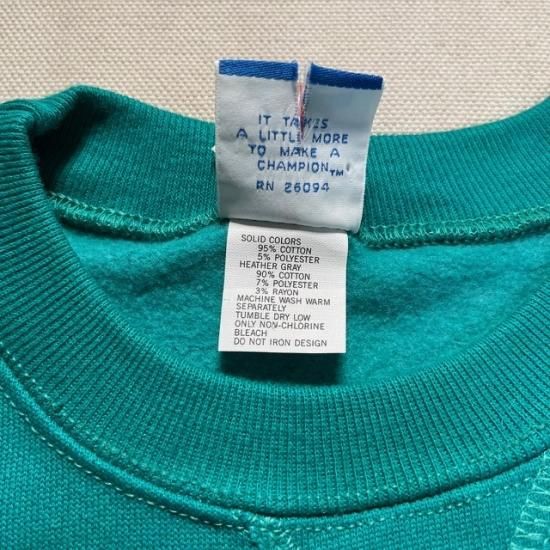 IT TAKES
A LITTLE MORE
TO MAKE A
CHAMPION™
RN 26094
SOLID COLORS
95% COTTON
5% POLYESTER
HEATHER GRAY
90% COTTON
7% POLYESTER
3% RAYON
MACHINE WASH WARM
SEPARATELY
TUMBLE DRY LOW
ONLY NON-CHLORINE
BLEACH
DO NOT IRON DESIGN